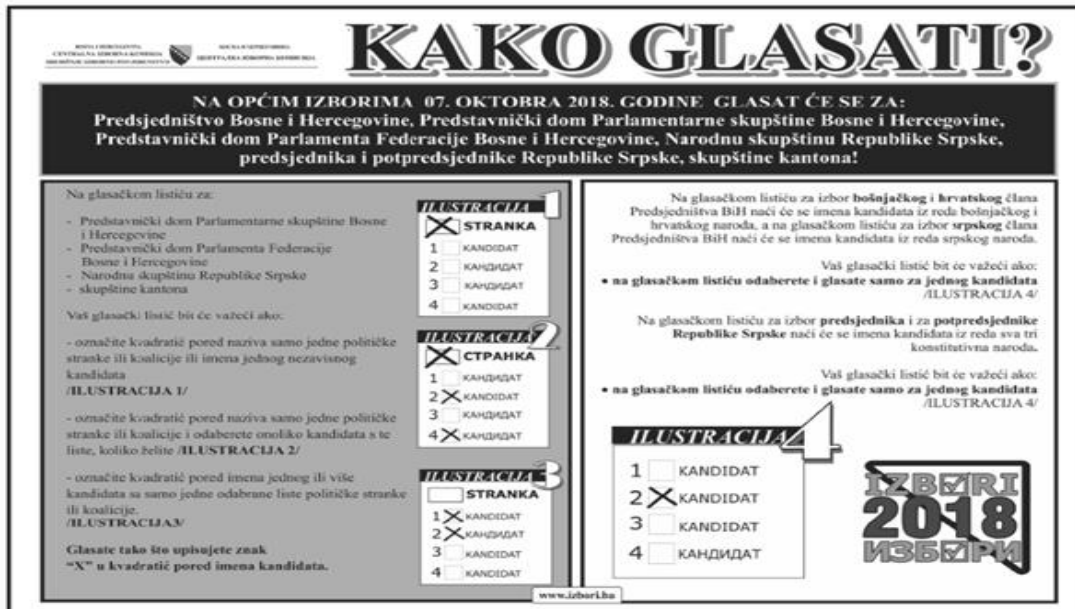 BOSNA I HERCEGOVINA
CENTRALNA IZBORNA KOMISIJA
SREDIŠNJE IZBORNO POVJERENSTVO
БОСНА И ХЕРЦЕГОВИНА
ЦЕНТРАЛНА ИЗБОРНА КОМИСИЈА
KAKO GLASATI?
NA OPĆIM IZBORIMA 07. OKTOBRA 2018. GODINE GLASAT ĆE SE ZA:
Predsjedništvo Bosne i Hercegovine, Predstavnički dom Parlamentarne skupštine Bosne i Hercegovine,
Predstavnički dom Parlamenta Federacije Bosne i Hercegovine, Narodnu skupštinu Republike Srpske,
predsjednika i potpredsjednike Republike Srpske, skupštine kantona!
Na glasačkom listiću za:
- Predstavnički dom Parlamentarne skupštine Bosne
i Hercegovine
- Predstavnički dom Parlamenta Federacije
Bosne i Hercegovine
- Narodnu skupštinu Republike Srpske
- skupštine kantona
Vaš glasački listić bit će važeći ako:
- označite kvadratić pored naziva samo jedne političke
stranke ili koalicije ili imena jednog nezavisnog
kandidata
/ILUSTRACIJA 1/
- označite kvadratić pored naziva samo jedne političke
stranke ili koalicije i odaberete onoliko kandidata s te
liste, koliko želite /ILUSTRACIJA 2/
- označite kvadratić pored imena jednog ili više
kandidata sa samo jedne odabrane liste političke stranke
ili koalicije.
/ILUSTRACIJA3/
Glasate tako što upisujete znak
"X" u kvadratić pored imena kandidata.
ILUSTRACIJA 1
STRANKA
1 KANDIDAT
2 КАНДИДАТ
3 КАНДИДАТ
4 KANDIDAT
ILUSTRACIJA 2
СТРАНКА
1 КАНДИДАТ
2 KANDIDAT
3 KANDIDAT
4 КАНДИДАТ
ILUSTRACIJA 3
STRANKA
1 KANDIDAT
2 КАНДИДАТ
3 KANDIDAT
4 KANDIDAT
Na glasačkom listiću za izbor bošnjačkog i hrvatskog člana
Predsjedništva BiH naći će se imena kandidata iz reda bošnjačkog i
hrvatskog naroda, a na glasačkom listiću za izbor srpskog člana
Predsjedništva BiH naći će se imena kandidata iz reda srpskog naroda.
Vaš glasački listić bit će važeći ako:
• na glasačkom listiću odaberete i glasate samo za jednog kandidata
/ILUSTRACIJA 4/
Na glasačkom listiću za izbor predsjednika i za potpredsjednike
Republike Srpske naći će se imena kandidata iz reda sva tri
konstitutivna naroda.
Vaš glasački listić bit će važeći ako:
• na glasačkom listiću odaberete i glasate samo za jednog kandidata
/ILUSTRACIJA 4/
ILUSTRACIJA 4
1 KANDIDAT
2 KANDIDAT
3 KANDIDAT
4 КАНДИДАТ
IZBORI
2018
ИЗБОРИ
www.izbori.ba